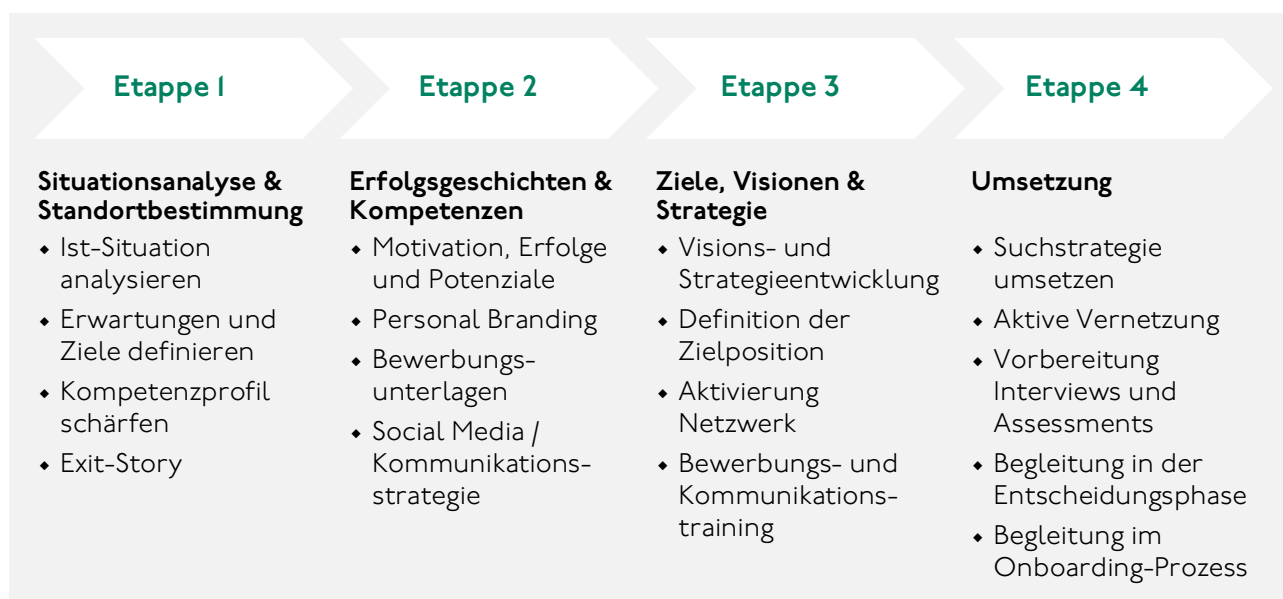 Etappe 1
Etappe 2
Etappe 3
Etappe 4
Situationsanalyse &
Standortbestimmung
◆ Ist-Situation
analysieren
◆ Erwartungen und
Ziele definieren
◆ Kompetenzprofil
schärfen
◆ Exit-Story
Erfolgsgeschichten &
Kompetenzen
◆ Motivation, Erfolge
und Potenziale
◆ Personal Branding
◆ Bewerbungs-
unterlagen
◆ Social Media /
Kommunikations-
strategie
Ziele, Visionen &
Strategie
◆ Visions- und
Strategieentwicklung
◆ Definition der
Zielposition
◆ Aktivierung
Netzwerk
◆ Bewerbungs- und
Kommunikations-
training
Umsetzung
◆ Suchstrategie
umsetzen
◆ Aktive Vernetzung
◆ Vorbereitung
Interviews und
Assessments
◆ Begleitung in der
Entscheidungsphase
◆ Begleitung im
Onboarding-Prozess